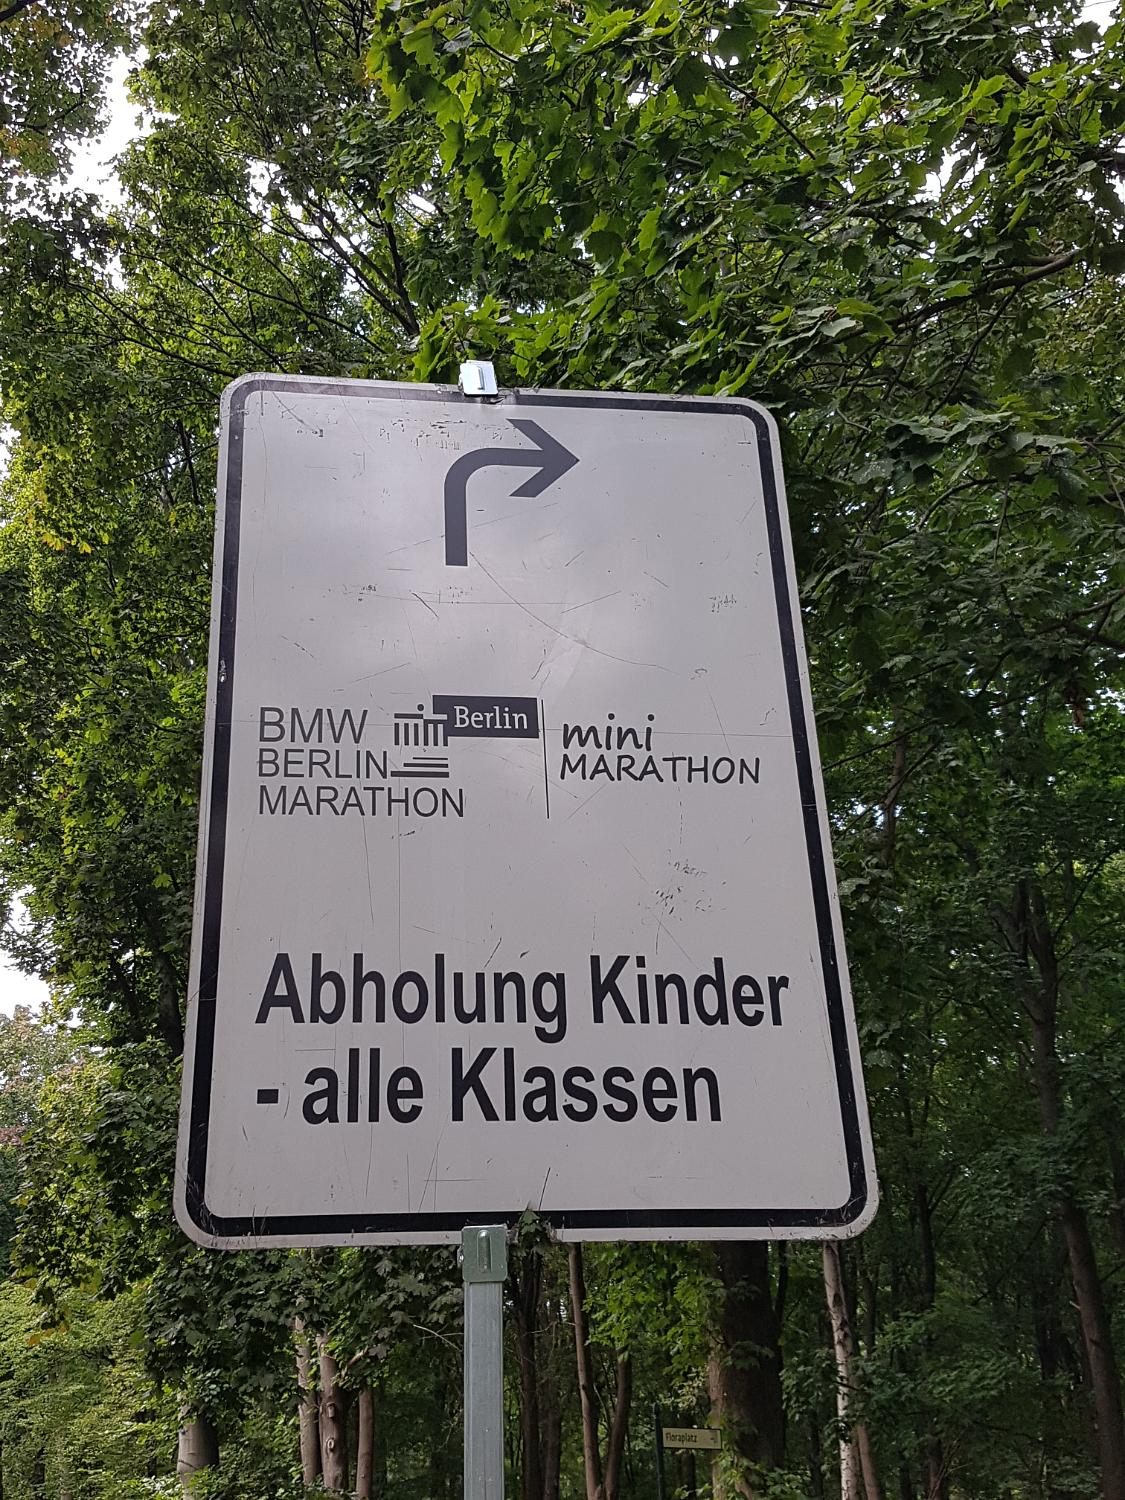 BMW
BERLIN
MARATHON
Berlin
mini
MARATHON
Abholung Kinder
- alle Klassen
Floraplatz